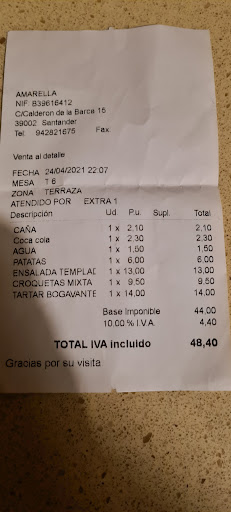 AMARELLA
NIF: B39616412
C/Calderon de la Barca 15
39002 Santander
Tel: 942821675 Fax
Venta al detalle
FECHA 24/04/2021 22:07
MESA T 6
ZONA TERRAZA
ATENDIDO POR EXTRA 1
Descripción Ud P.u. Supl. Total
CAÑA 1 x 2,10 2,10
Coca cola 1 x 2,30 2,30
AGUA 1 x 1,50 1,50
PATATAS 1 x 6,00 6,00
ENSALADA TEMPLAD 1 x 13,00 13,00
CROQUETAS MIXTA 1 x 9,50 9,50
TARTAR BOGAVANTE 1 x 14,00 14,00
Base Imponible 44,00
10,00 % I.V.A. 4,40
TOTAL IVA incluido 48,40
Gracias por su visita